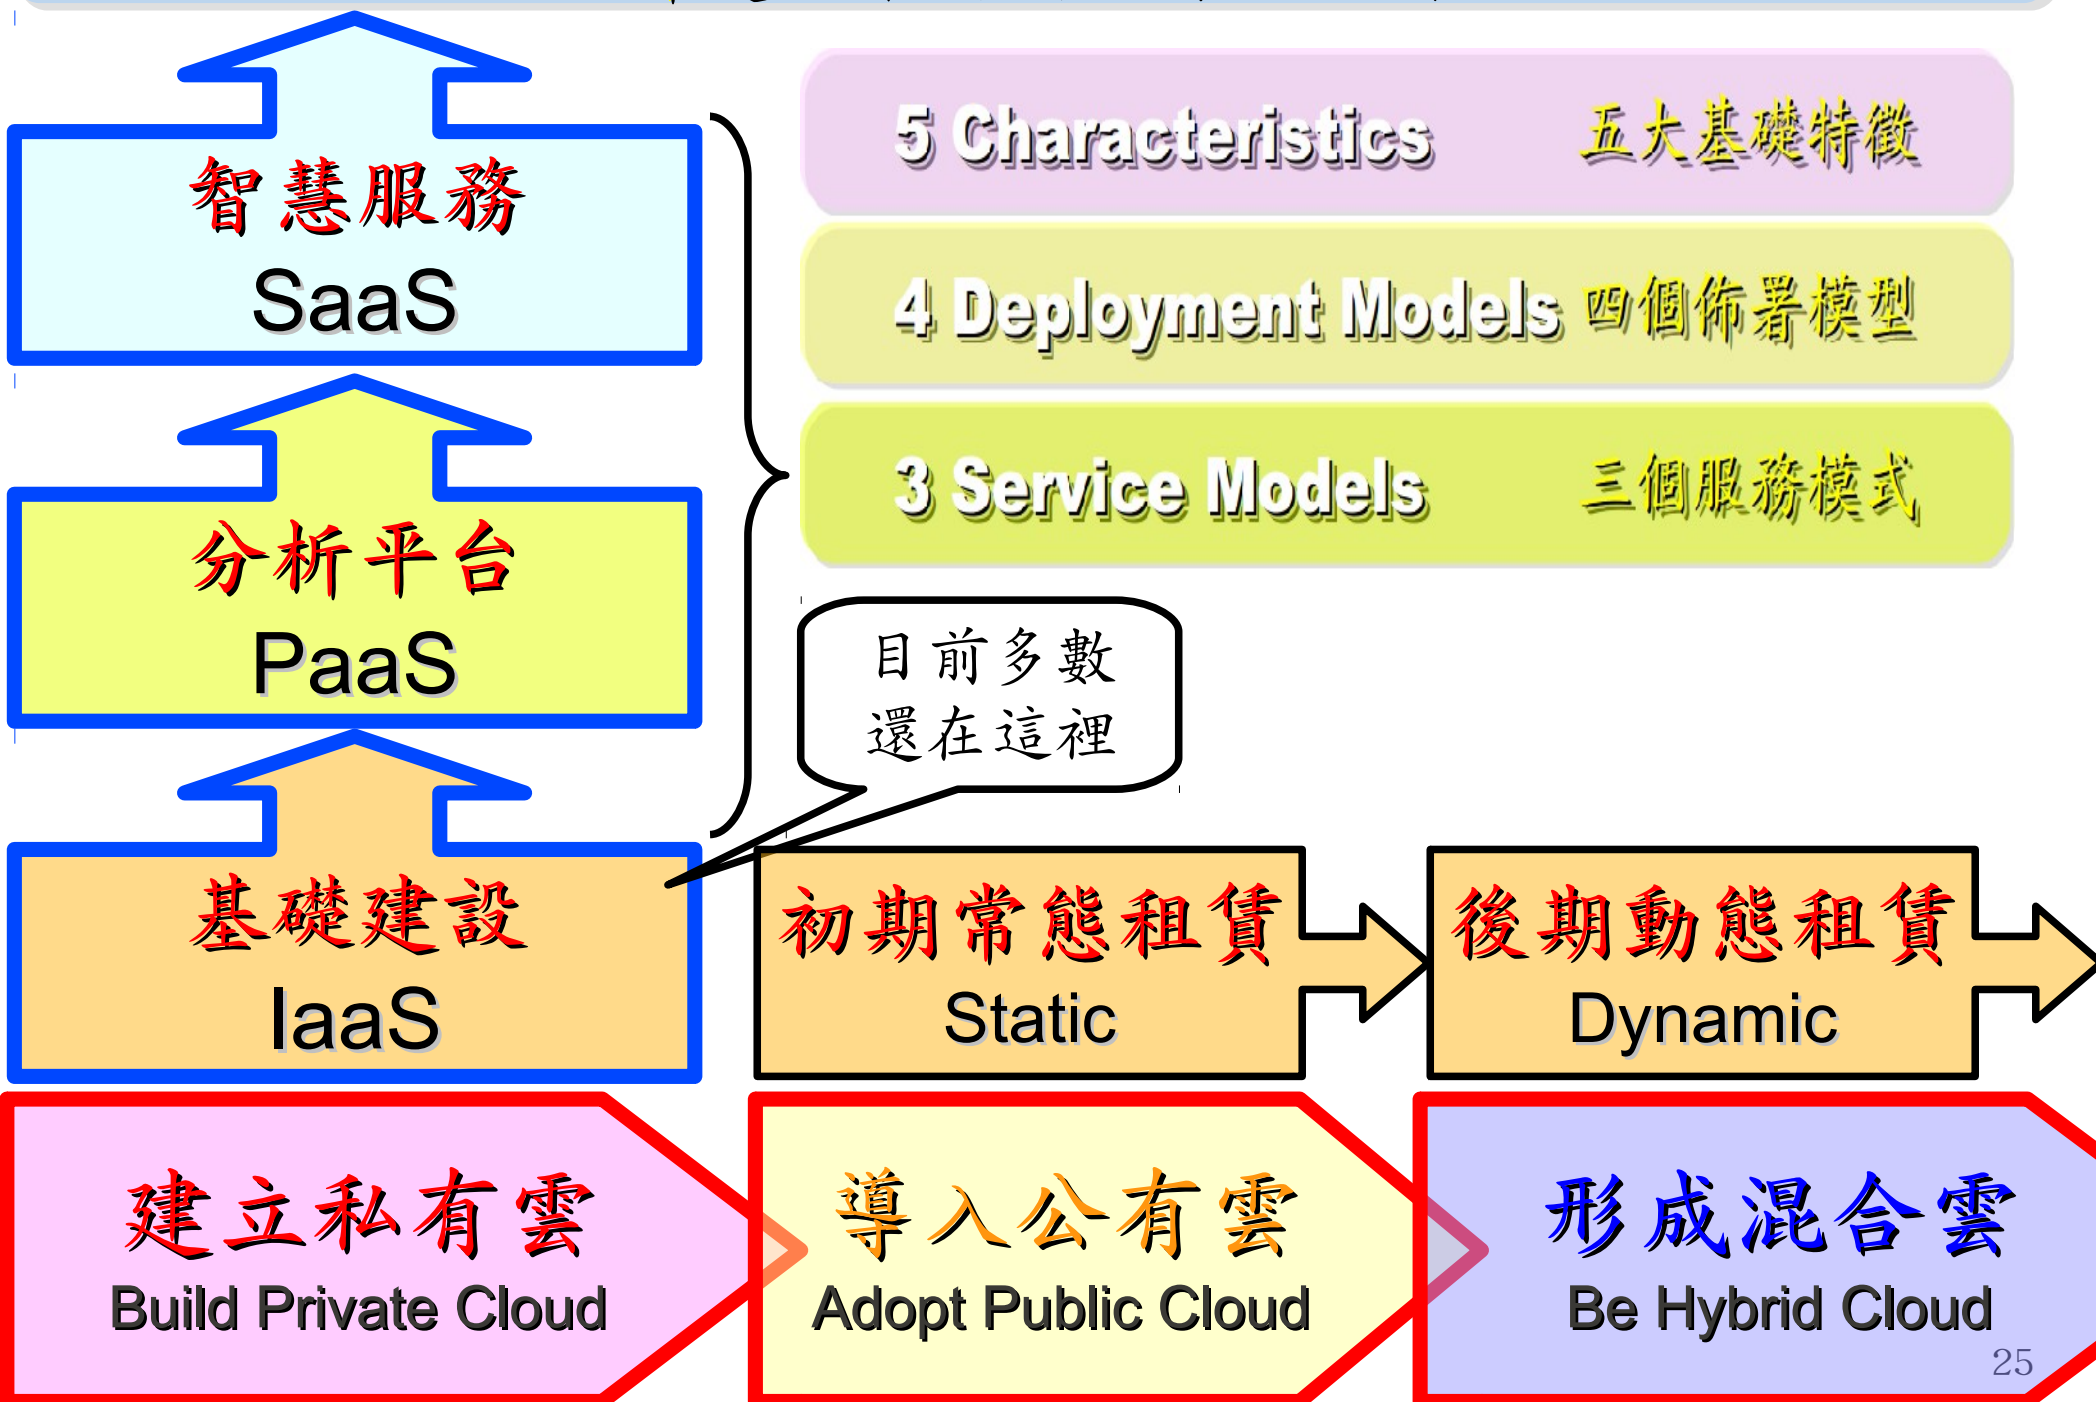 智慧服務
SaaS
5 Characteristics 五大基礎特徵
4 Deployment Models 四個佈署模型
3 Service Models 三個服務模式
分析平台
PaaS
目前多數
還在這裡
基礎建設
IaaS
初期常態租賃
Static
後期動態租賃
Dynamic
建立私有雲
Build Private Cloud
導入公有雲
Adopt Public Cloud
形成混合雲
Be Hybrid Cloud
25